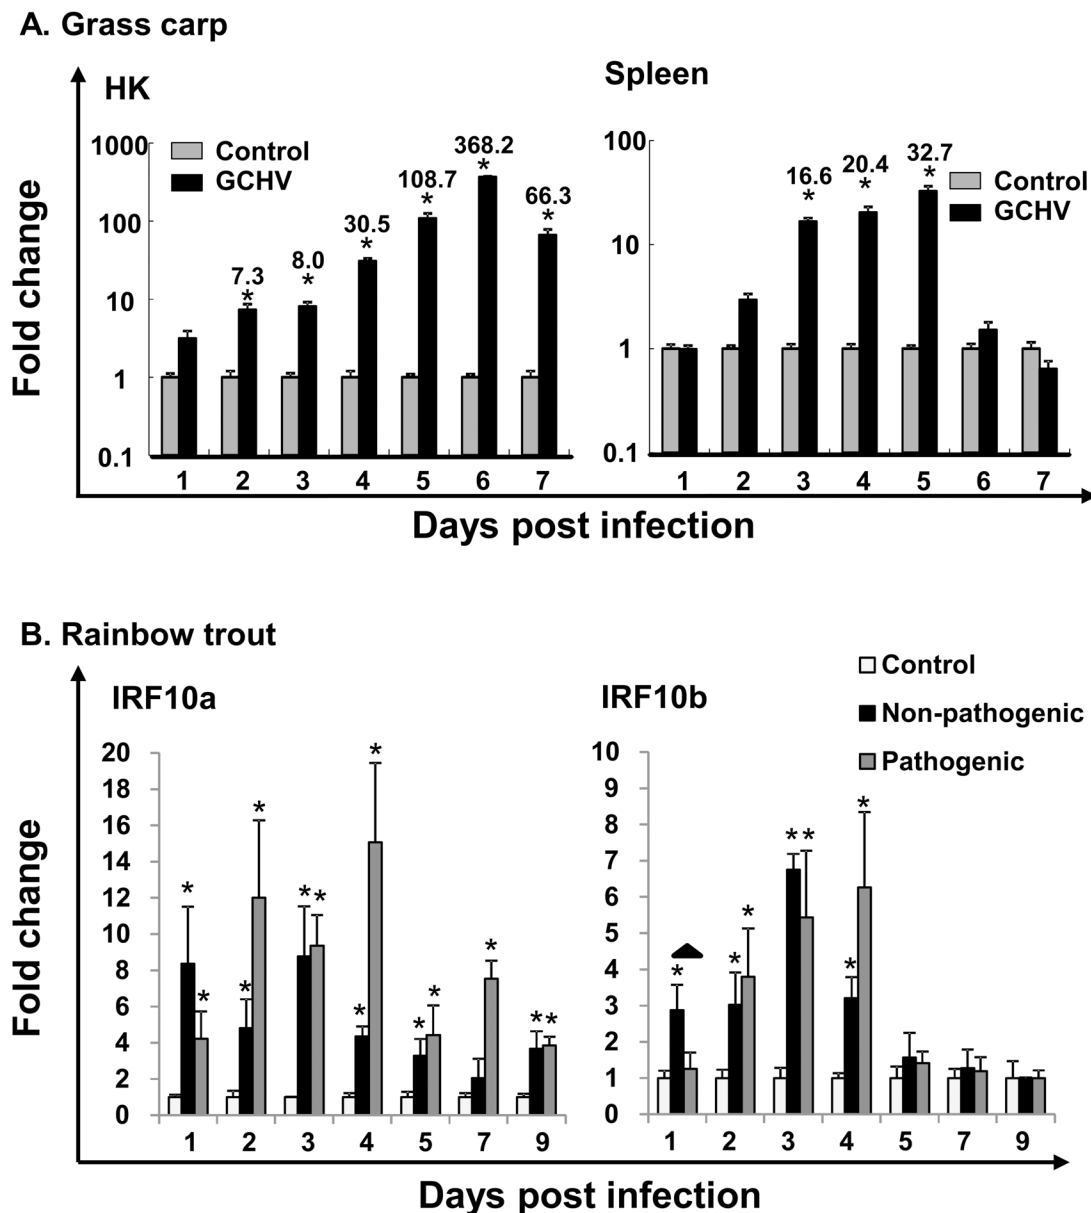 A. Grass carp
HK
Spleen
Fold change
1000
100
10
1
0.1
Control
GCHV
7.3
*
8.0
*
30.5
*
108.7
*
368.2
*
66.3
*
1 2 3 4 5 6 7
100
10
1
0.1
16.6
*
20.4
*
32.7
*
Control
GCHV
1 2 3 4 5 6 7
Days post infection
B. Rainbow trout
Control
Non-pathogenic
Pathogenic
IRF10a
IRF10b
Fold change
20
18
16
14
12
10
8
6
4
2
0
* * * * * * * * * * * * *
1 2 3 4 5 7 9
10
9
8
7
6
5
4
3
2
1
0
* * * * * * *
1 2 3 4 5 7 9
Days post infection